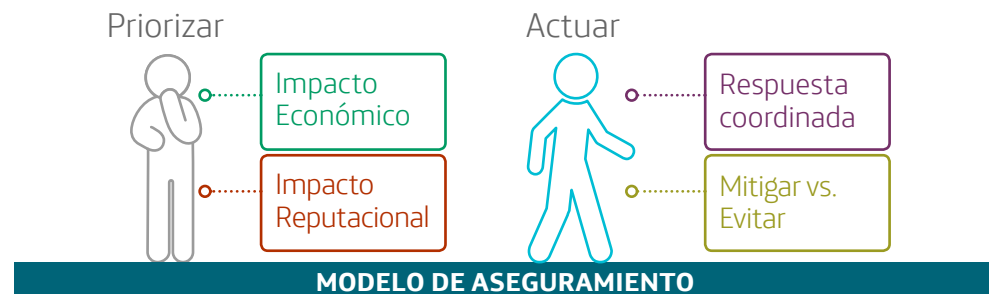 Priorizar
Impacto
Económico
Impacto
Reputacional
Actuar
Respuesta
coordinada
Mitigar vs.
Evitar
MODELO DE ASEGURAMIENTO